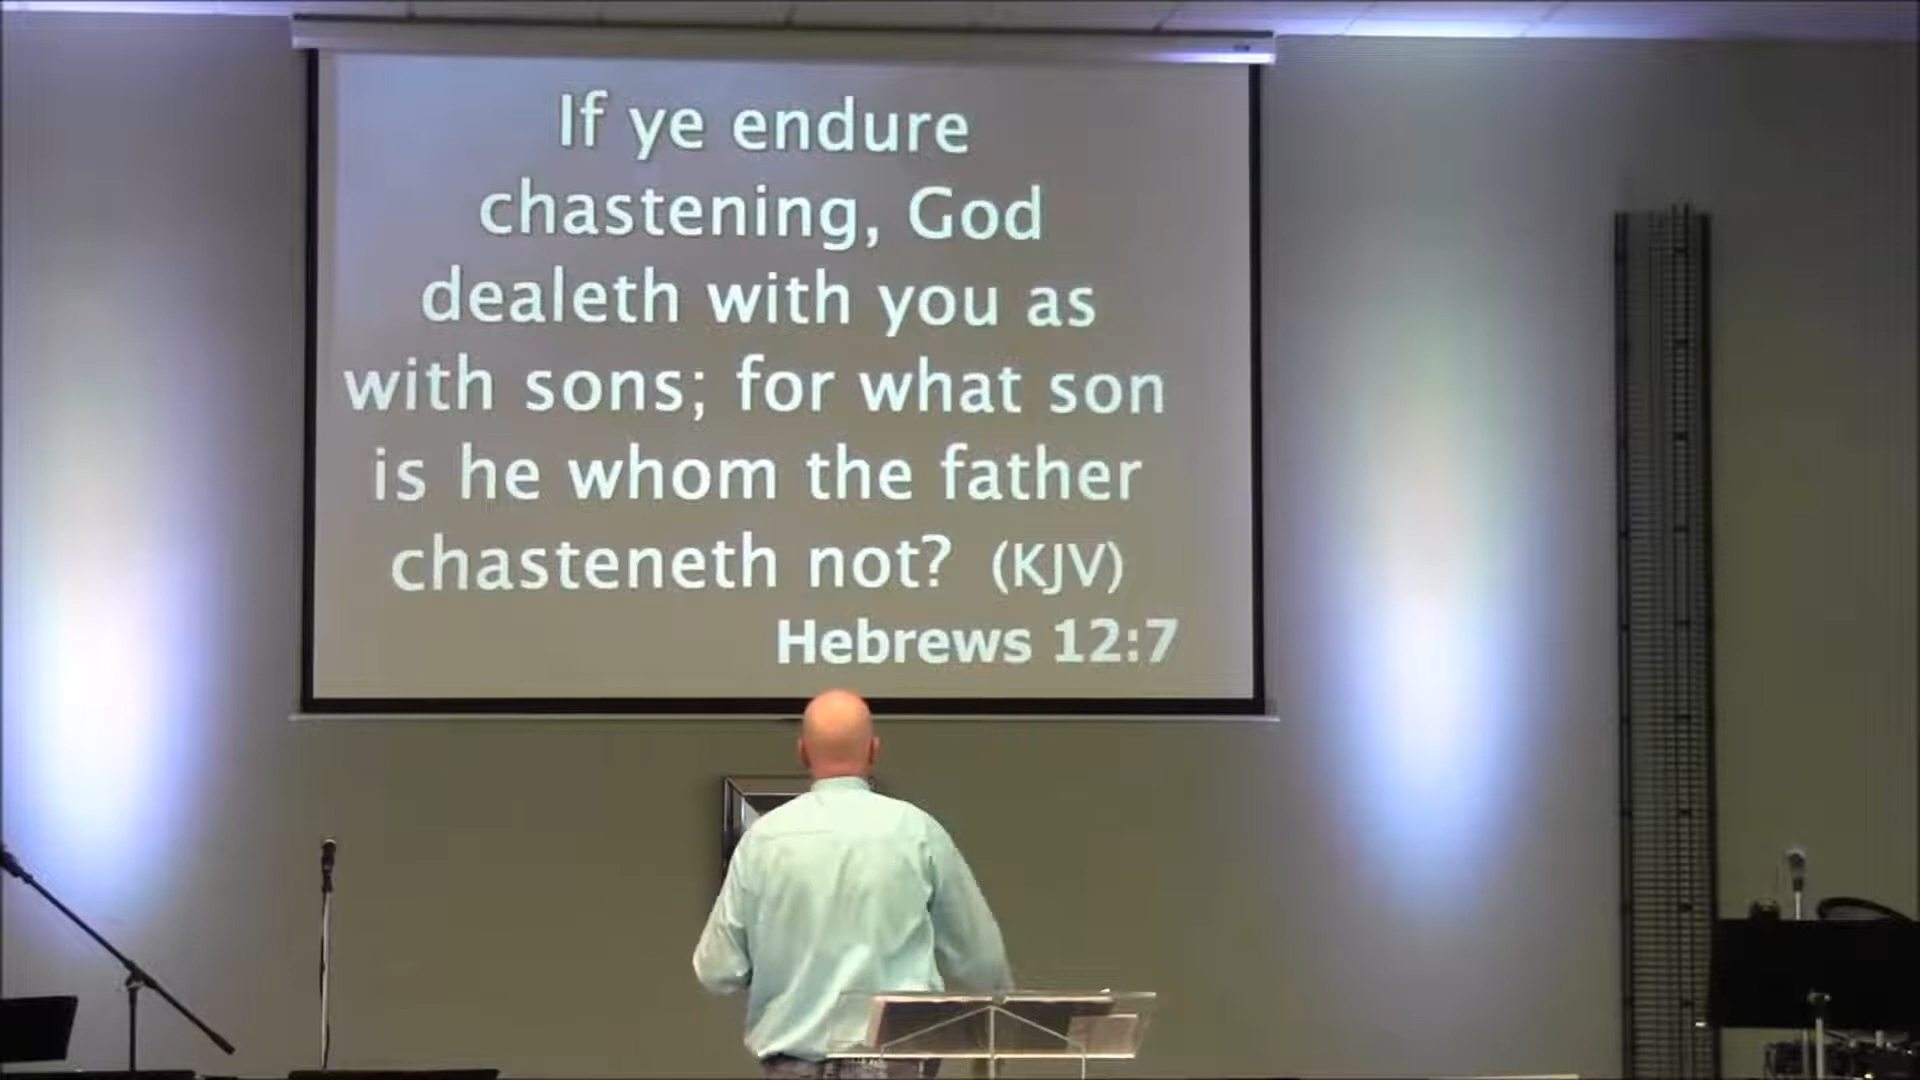 If ye endure
chastening, God
dealeth with you as
with sons; for what son
is he whom the father
chasteneth not? (KJV)
Hebrews 12:7